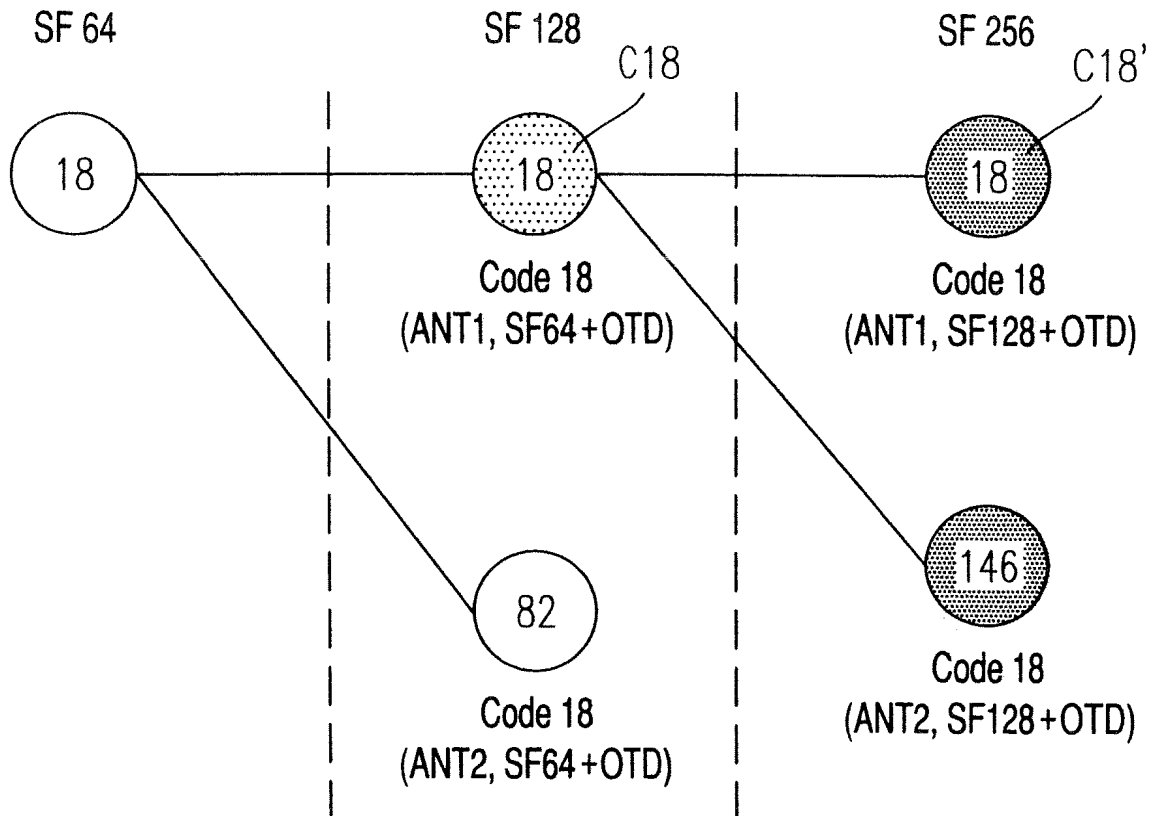 SF 64
SF 128
SF 256
C18
C18'
18
18
18
Code 18
(ANT1, SF64+OTD)
Code 18
(ANT1, SF128+OTD)
82
146
Code 18
(ANT2, SF64+OTD)
Code 18
(ANT2, SF128+OTD)